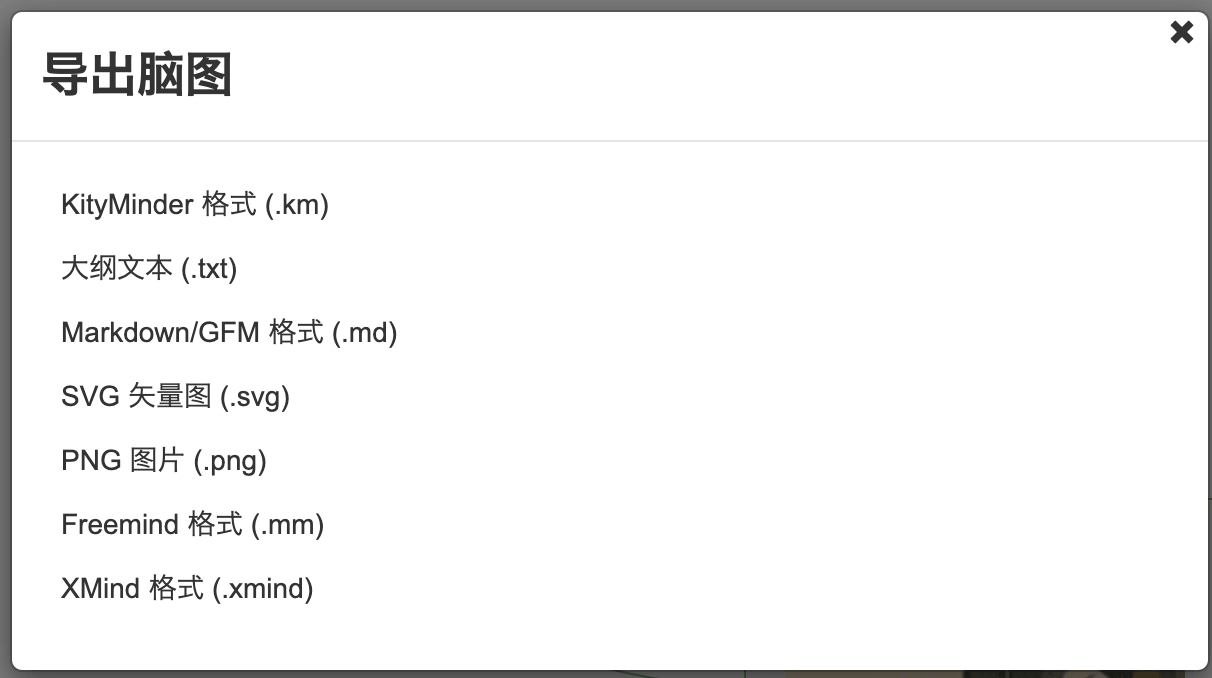 导出脑图
KityMinder 格式 (.km)
大纲文本 (.txt)
Markdown/GFM 格式 (.md)
SVG 矢量图 (.svg)
PNG 图片 (.png)
Freemind 格式 (.mm)
XMind 格式 (.xmind)